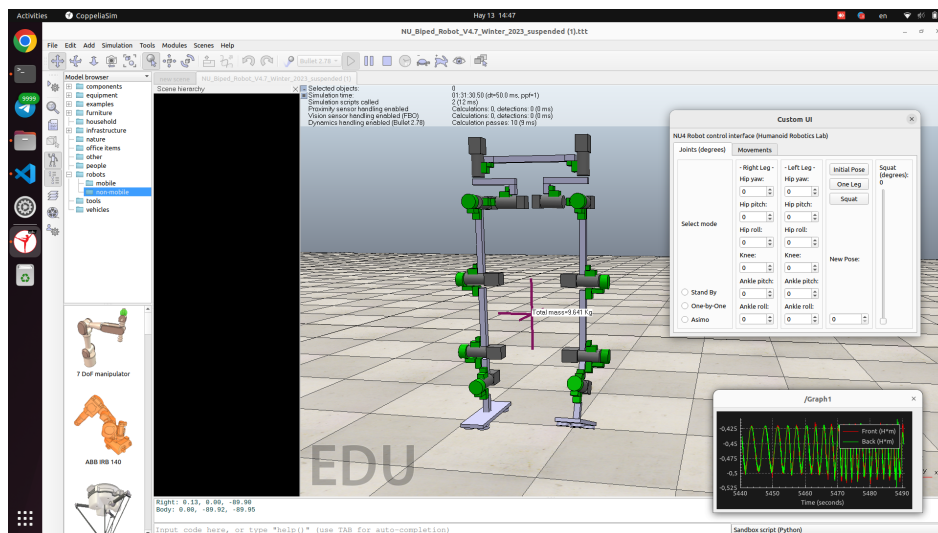 Activities
CoppeliaSim
Hay 13 14:47
en
NU_Biped_Robot_V4.7_Winter_2023_suspended (1).ttt
File Edit Add Simulation Tools Modules Scenes Help
Bullet 2.78
Model browser
components
equipment
examples
furniture
household
infrastructure
nature
office items
other
people
robots
mobile
non-mobile
tools
vehicles
7 DoF manipulator
ABB IRB 140
new scene
NU_Biped_Robot_V4.7_Winter_2023_suspended (1)
Scene hierarchy
Selected objects: 0
Simulation time: 01:31:30.50 (dt=50.0 ms, ppf=1)
Simulation scripts called 2 (12 ms)
Proximity sensor handling enabled Calculations: 0, detections: 0 (0 ms)
Vision sensor handling enabled (FBO) Calculations: 0, detections: 0 (0 ms)
Dynamics handling enabled (Bullet 2.78) Calculation passes: 10 (9 ms)
Total mass=9.641 Kg
EDU
Custom UI
NU4 Robot control interface (Humanoid Robotics Lab)
Joints (degrees) Movements
Select mode
Stand By
One-by-One
Asimo
- Right Leg -
Hip yaw:
0
Hip pitch:
0
Hip roll:
0
Knee:
0
Ankle pitch:
0
Ankle roll:
0
- Left Leg -
Hip yaw:
0
Hip pitch:
0
Hip roll:
0
Knee:
0
Ankle pitch:
0
Ankle roll:
0
Initial Pose
One Leg
Squat
New Pose:
0
Squat
(degrees):
0
/Graph1
Front (H*m)
Back (H*m)
-0,425
-0,45
-0,475
-0,5
-0,525
5440 5450 5460 5470 5480 5490
Time (seconds)
Right: 0.13, 0.00, -89.90
Body: 0.00, -89.92, -89.95
Input code here, or type "help()" (use TAB for auto-completion)
Sandbox script (Python)
9999
y
x